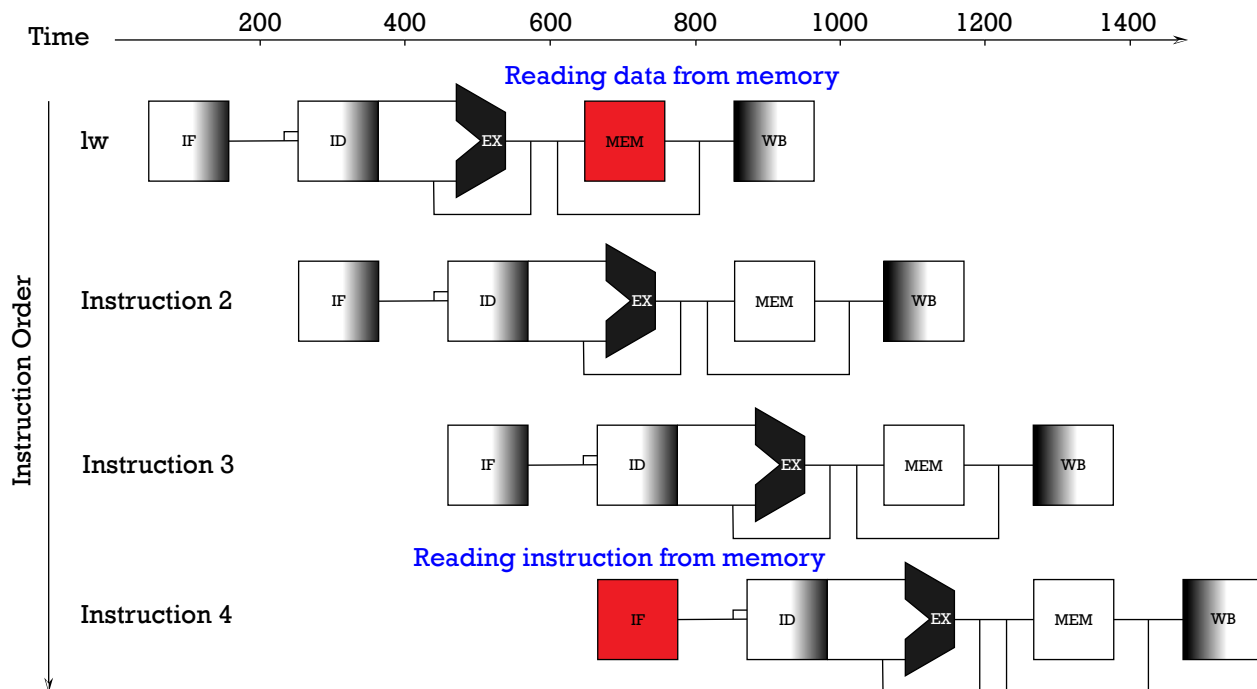 Time 200 400 600 800 1000 1200 1400
Reading data from memory
lw IF ID EX MEM WB
Instruction 2 IF ID EX MEM WB
Instruction Order
Instruction 3 IF ID EX MEM WB
Reading instruction from memory
Instruction 4 IF ID EX MEM WB